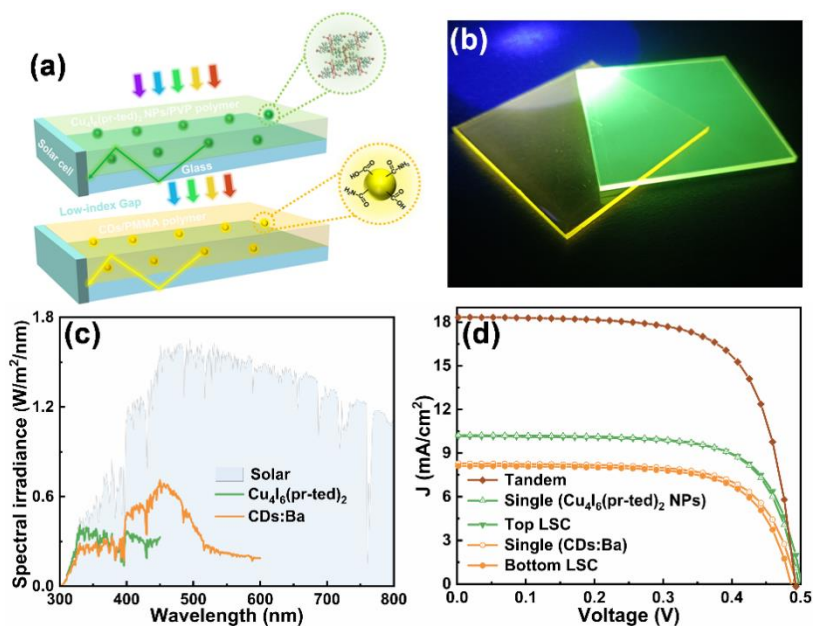 (a)
Cu4I6(pr-ted)2 NPs/PVP polymer
Solar cell
Glass
Low-index Gap
CDs/PMMA polymer
HO
O
NH2
O
H2N
O
O
OH
(b)
(c)
Spectral irradiance (W/m²/nm)
1.8
1.2
0.6
0.0
Solar
Cu4I6(pr-ted)2
CDs:Ba
300 400 500 600 700 800
Wavelength (nm)
(d)
J (mA/cm²)
18
15
12
9
6
3
0
Tandem
Single (Cu4I6(pr-ted)2 NPs)
Top LSC
Single (CDs:Ba)
Bottom LSC
0.0 0.1 0.2 0.3 0.4 0.5
Voltage (V)